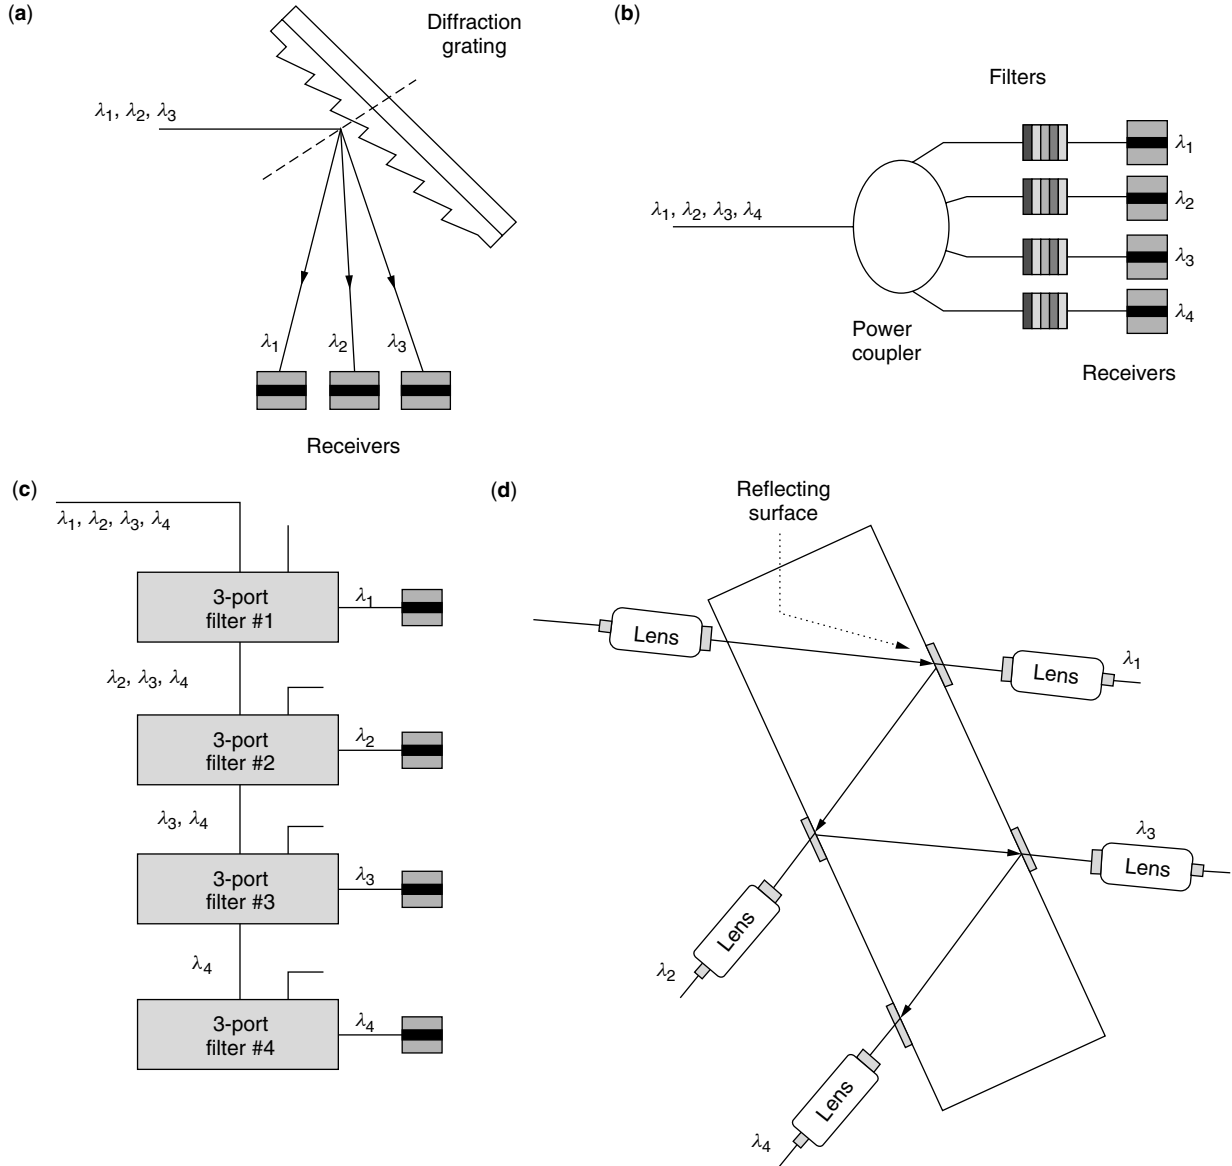 (a)
Diffraction
grating
λ1, λ2, λ3
λ1
λ2
λ3
Receivers
(b)
Filters
λ1, λ2, λ3, λ4
λ1
λ2
λ3
λ4
Power
coupler
Receivers
(c)
λ1, λ2, λ3, λ4
3-port
filter #1
λ1
λ2, λ3, λ4
3-port
filter #2
λ2
λ3, λ4
3-port
filter #3
λ3
λ4
3-port
filter #4
λ4
(d)
Reflecting
surface
Lens
Lens
λ1
λ3
Lens
Lens
λ2
Lens
λ4